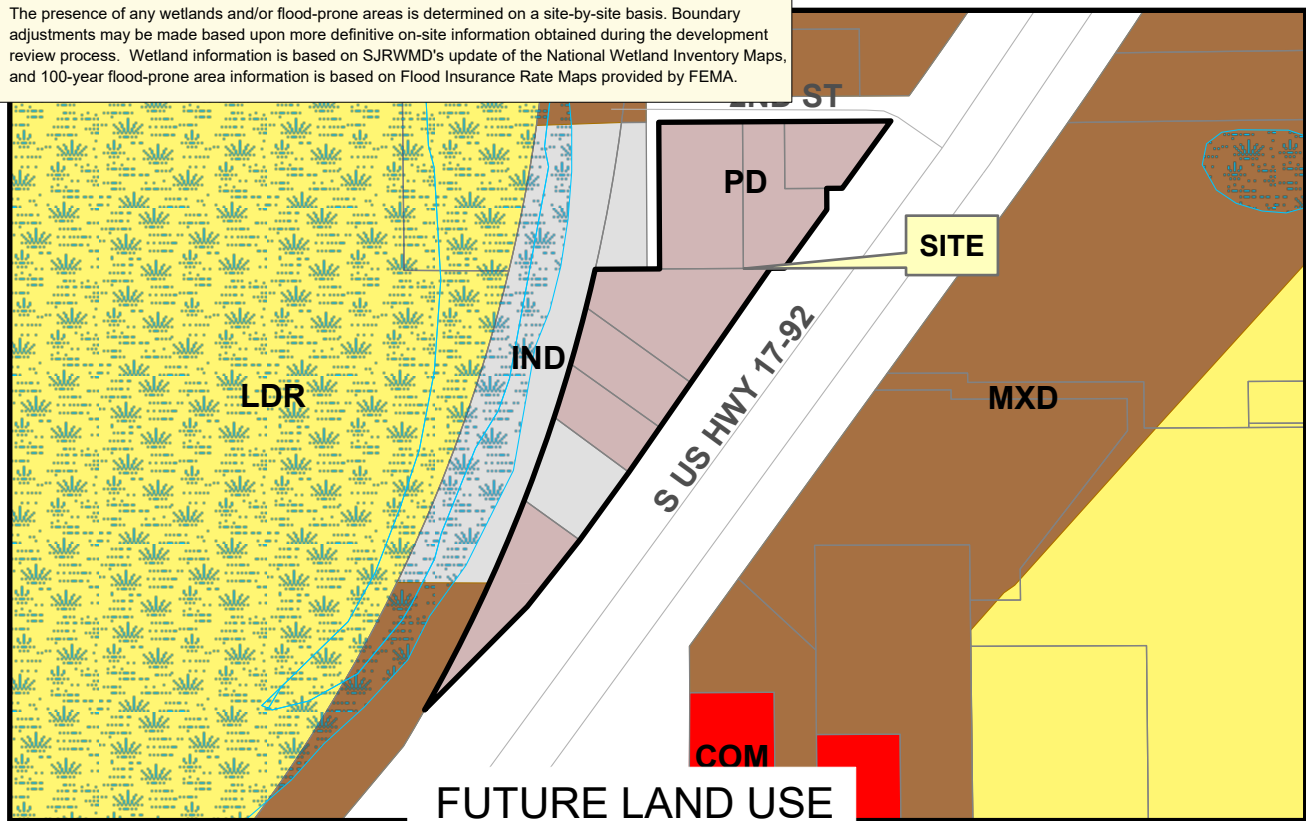 The presence of any wetlands and/or flood-prone areas is determined on a site-by-site basis. Boundary
adjustments may be made based upon more definitive on-site information obtained during the development
review process.  Wetland information is based on SJRWMD's update of the National Wetland Inventory Maps,
and 100-year flood-prone area information is based on Flood Insurance Rate Maps provided by FEMA.
2ND ST
PD
SITE
IND
LDR
MXD
S US HWY 17-92
COM
FUTURE LAND USE